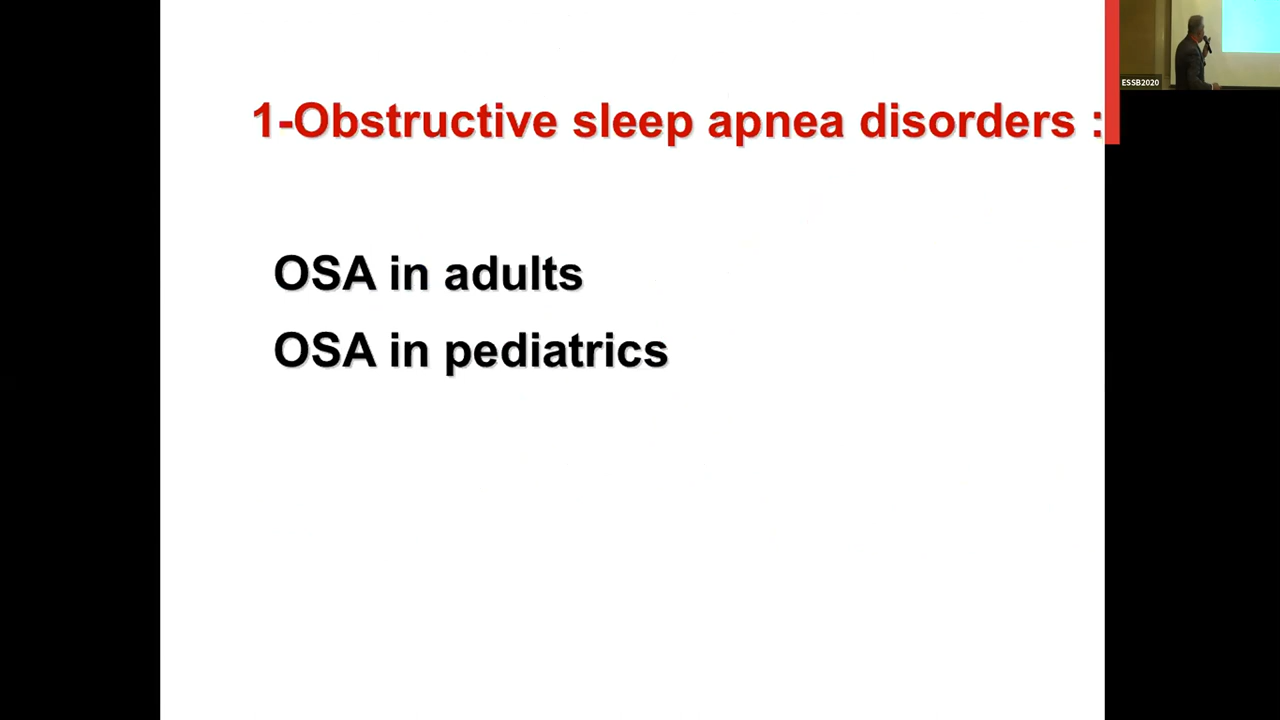 1-Obstructive sleep apnea disorders :
OSA in adults
OSA in pediatrics
ESSB2020